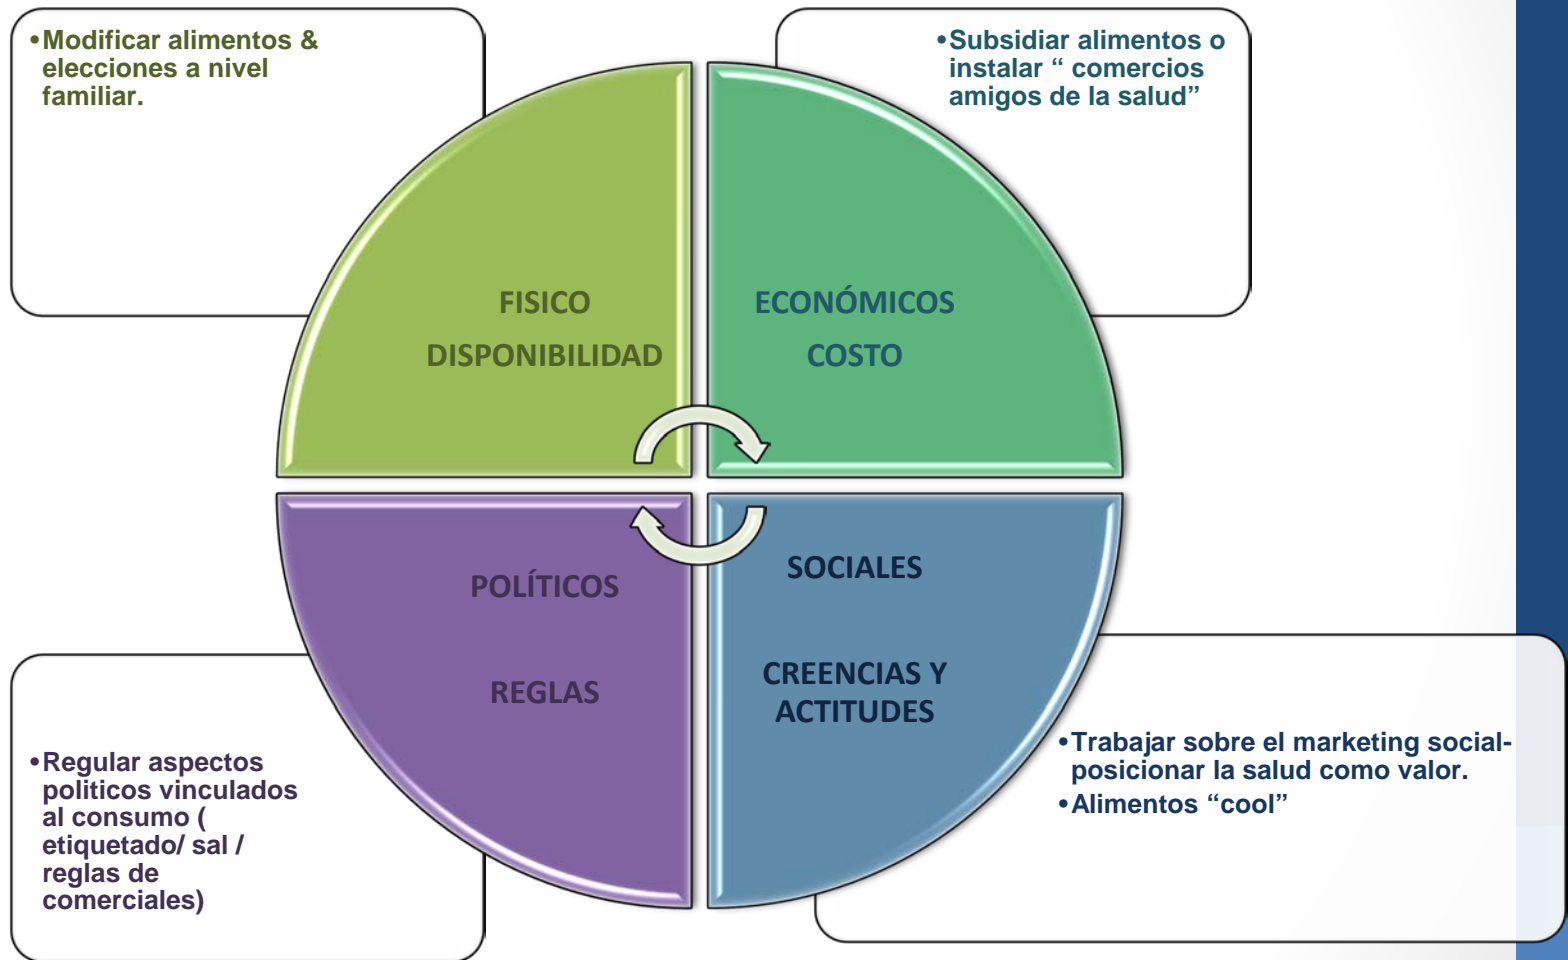 •Modificar alimentos &
elecciones a nivel
familiar.
•Subsidiar alimentos o
instalar “ comercios
amigos de la salud”
FISICO
DISPONIBILIDAD
ECONÓMICOS
COSTO
POLÍTICOS
REGLAS
SOCIALES
CREENCIAS Y
ACTITUDES
•Regular aspectos
politicos vinculados
al consumo (
etiquetado/ sal /
reglas de
comerciales)
•Trabajar sobre el marketing social-
posicionar la salud como valor.
•Alimentos “cool”